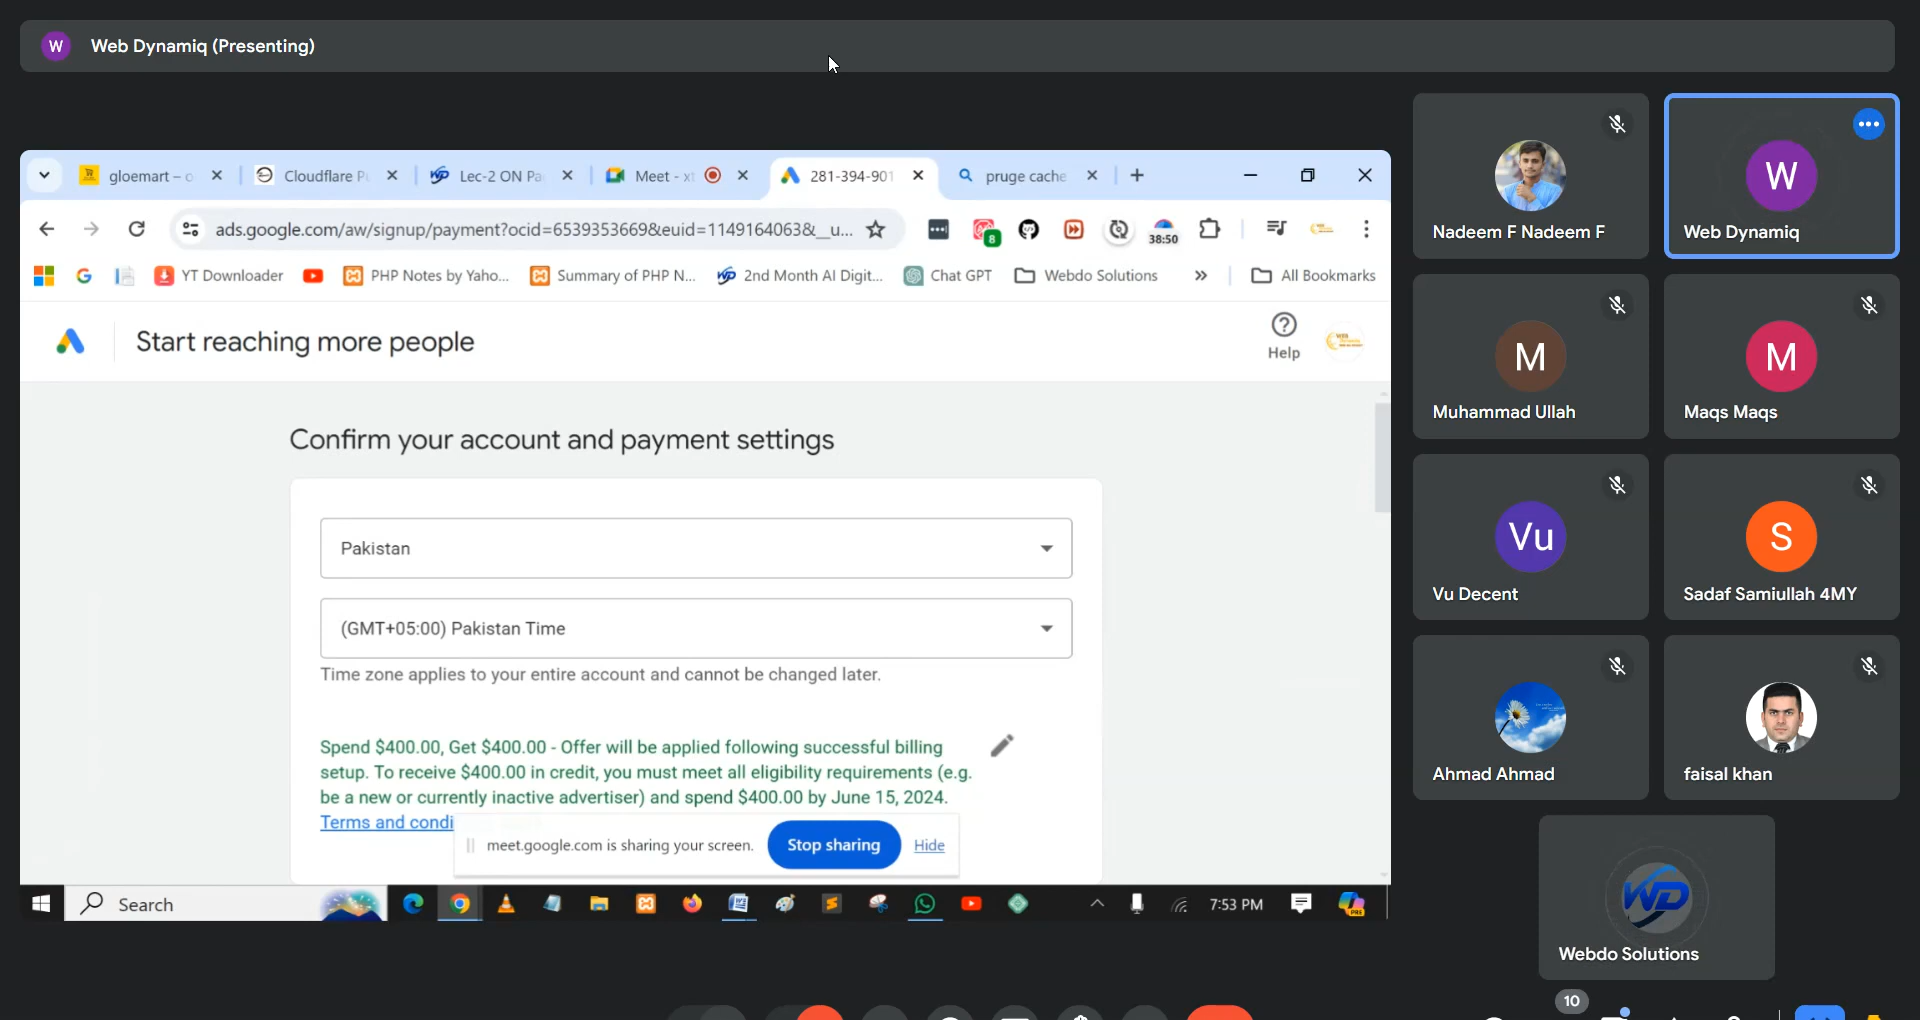 W Web Dynamiq (Presenting)
gloemart – o
Cloudflare P
Lec-2 ON Pa
Meet - xt
281-394-901
pruge cache
ads.google.com/aw/signup/payment?ocid=6539353669&euid=1149164063&__u...
8
38:50
YT Downloader
PHP Notes by Yaho...
Summary of PHP N...
2nd Month AI Digit...
Chat GPT
Webdo Solutions
»
All Bookmarks
Start reaching more people
Help
Confirm your account and payment settings
Pakistan
(GMT+05:00) Pakistan Time
Time zone applies to your entire account and cannot be changed later.
Spend $400.00, Get $400.00 - Offer will be applied following successful billing
setup. To receive $400.00 in credit, you must meet all eligibility requirements (e.g.
be a new or currently inactive advertiser) and spend $400.00 by June 15, 2024.
Terms and condi
meet.google.com is sharing your screen.
Stop sharing
Hide
Search
7:53 PM
Nadeem F Nadeem F
W
Web Dynamiq
M
Muhammad Ullah
M
Maqs Maqs
Vu
Vu Decent
S
Sadaf Samiullah 4MY
Ahmad Ahmad
faisal khan
WD
Webdo Solutions
10